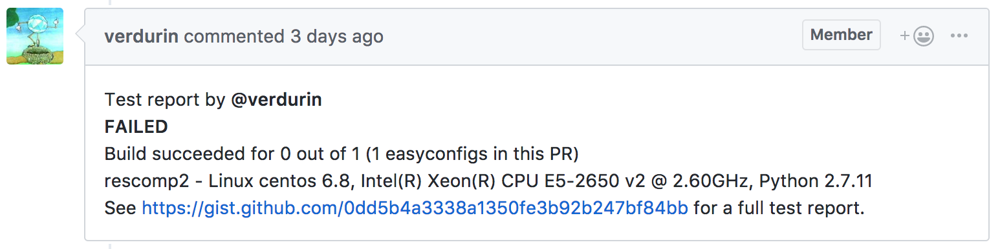 verdurin commented 3 days ago
Member
Test report by @verdurin
FAILED
Build succeeded for 0 out of 1 (1 easyconfigs in this PR)
rescomp2 - Linux centos 6.8, Intel(R) Xeon(R) CPU E5-2650 v2 @ 2.60GHz, Python 2.7.11
See https://gist.github.com/0dd5b4a3338a1350fe3b92b247bf84bb for a full test report.